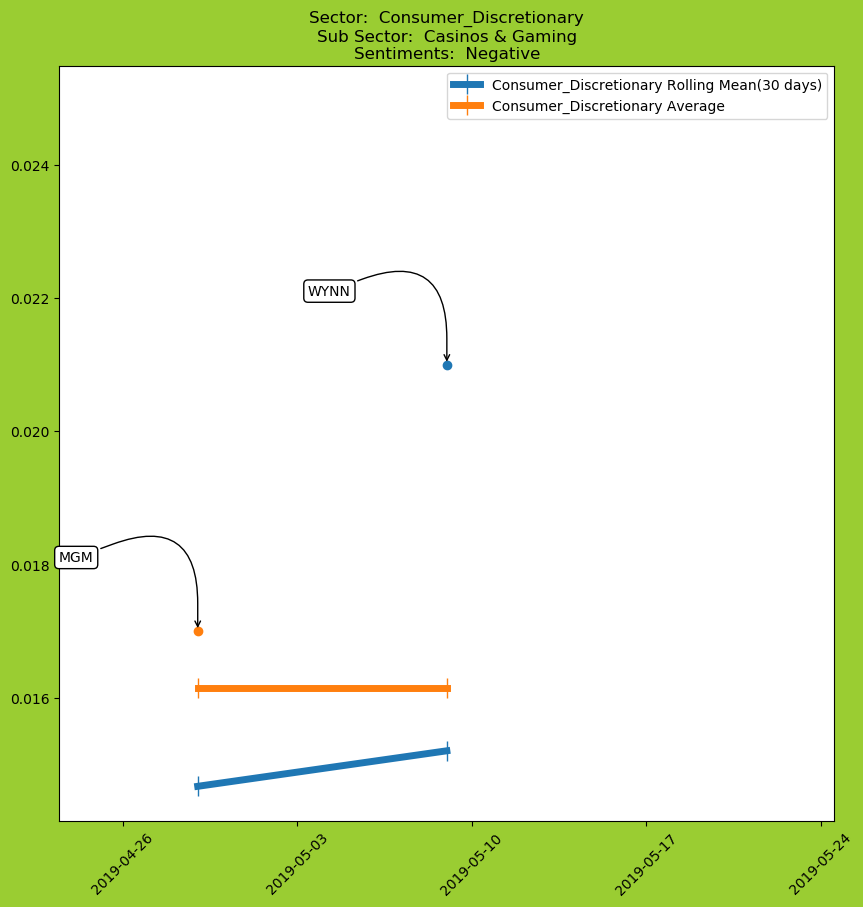 Sector:  Consumer_Discretionary
Sub Sector:  Casinos & Gaming
Sentiments:  Negative
Consumer_Discretionary Rolling Mean(30 days)
Consumer_Discretionary Average
0.024
0.022
0.020
0.018
0.016
WYNN
MGM
2019-04-26
2019-05-03
2019-05-10
2019-05-17
2019-05-24